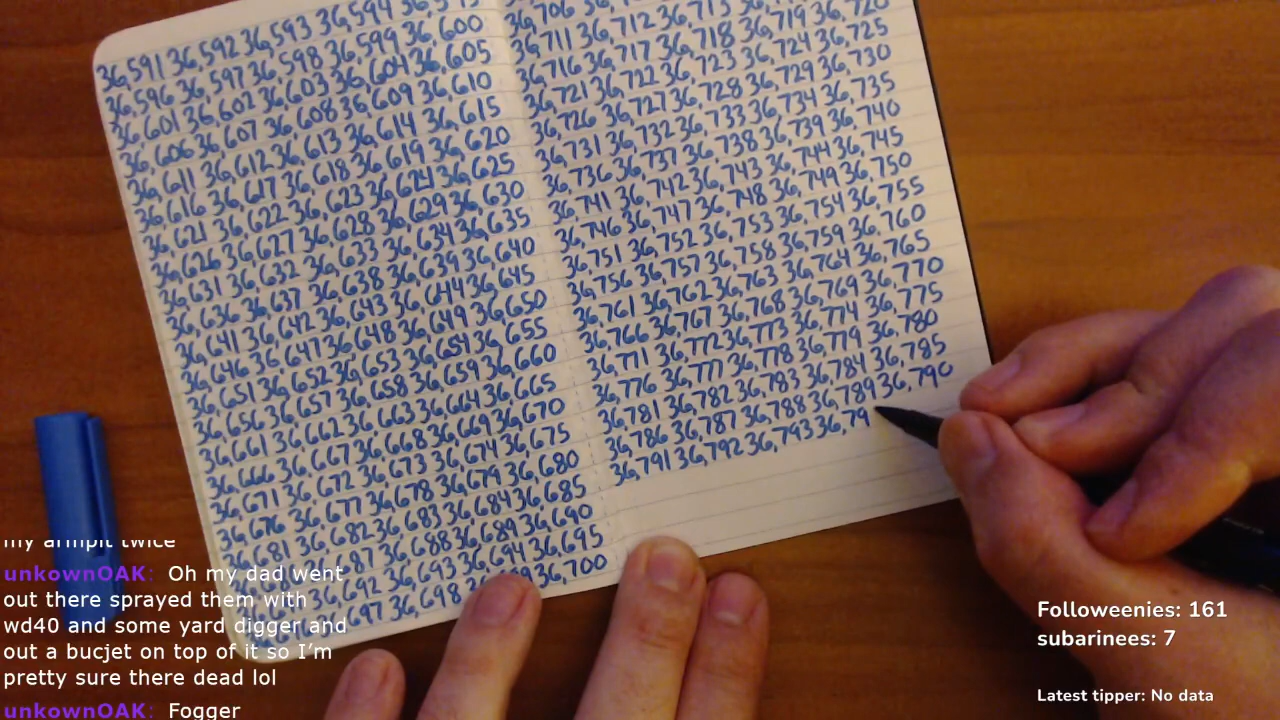 36,591 36,592 36,593 36,594
36,596 36,597 36,598 36,599 36,600
36,601 36,602 36,603 36,604 36,605
36,606 36,607 36,608 36,609 36,610
36,611 36,612 36,613 36,614 36,615
36,616 36,617 36,618 36,619 36,620
36,621 36,622 36,623 36,624 36,625
36,626 36,627 36,628 36,629 36,630
36,631 36,632 36,633 36,634 36,635
36,636 36,637 36,638 36,639 36,640
36,641 36,642 36,643 36,644 36,645
36,646 36,647 36,648 36,649 36,650
36,651 36,652 36,653 36,654 36,655
36,656 36,657 36,658 36,659 36,660
36,661 36,662 36,663 36,664 36,665
36,666 36,667 36,668 36,669 36,670
36,671 36,672 36,673 36,674 36,675
36,676 36,677 36,678 36,679 36,680
36,681 36,682 36,683 36,684 36,685
87 36,688 36,689 36,690
36,692 36,693 36,694 36,695
697 36,698 36,700
36,706
36,711 36,712 36,713
36,716 36,717 36,718 36,719 36,720
36,721 36,722 36,723 36,724 36,725
36,726 36,727 36,728 36,729 36,730
36,731 36,732 36,733 36,734 36,735
36,736 36,737 36,738 36,739 36,740
36,741 36,742 36,743 36,744 36,745
36,746 36,747 36,748 36,749 36,750
36,751 36,752 36,753 36,754 36,755
36,756 36,757 36,758 36,759 36,760
36,761 36,762 36,763 36,764 36,765
36,766 36,767 36,768 36,769 36,770
36,771 36,772 36,773 36,774 36,775
36,776 36,777 36,778 36,779 36,780
36,781 36,782 36,783 36,784 36,785
36,786 36,787 36,788 36,789 36,790
36,791 36,792 36,793 36,79
my armpit twice
unkownOAK: Oh my dad went
out there sprayed them with
wd40 and some yard digger and
out a bucjet on top of it so I'm
pretty sure there dead lol
unkownOAK: Fogger
Followeenies: 161
subarinees: 7
Latest tipper: No data